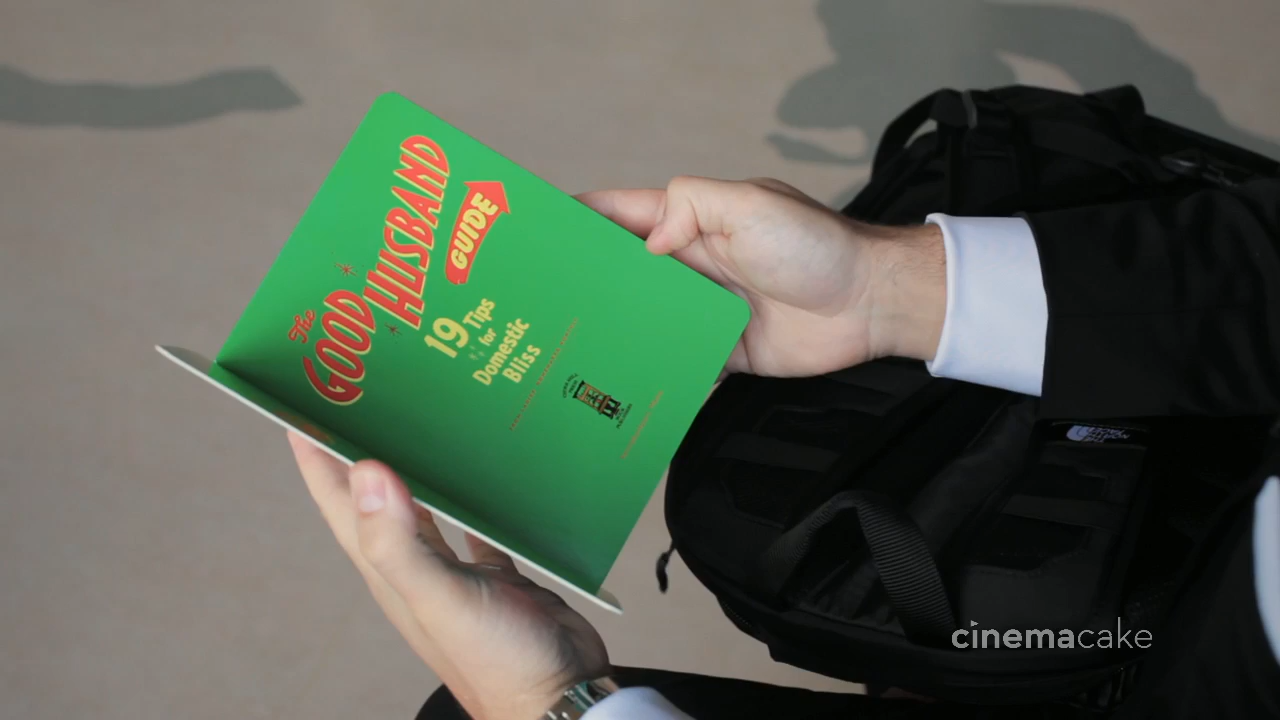 The
GOOD
HUSBAND
GUIDE
19 Tips
for
Domestic
Bliss
cinemacake